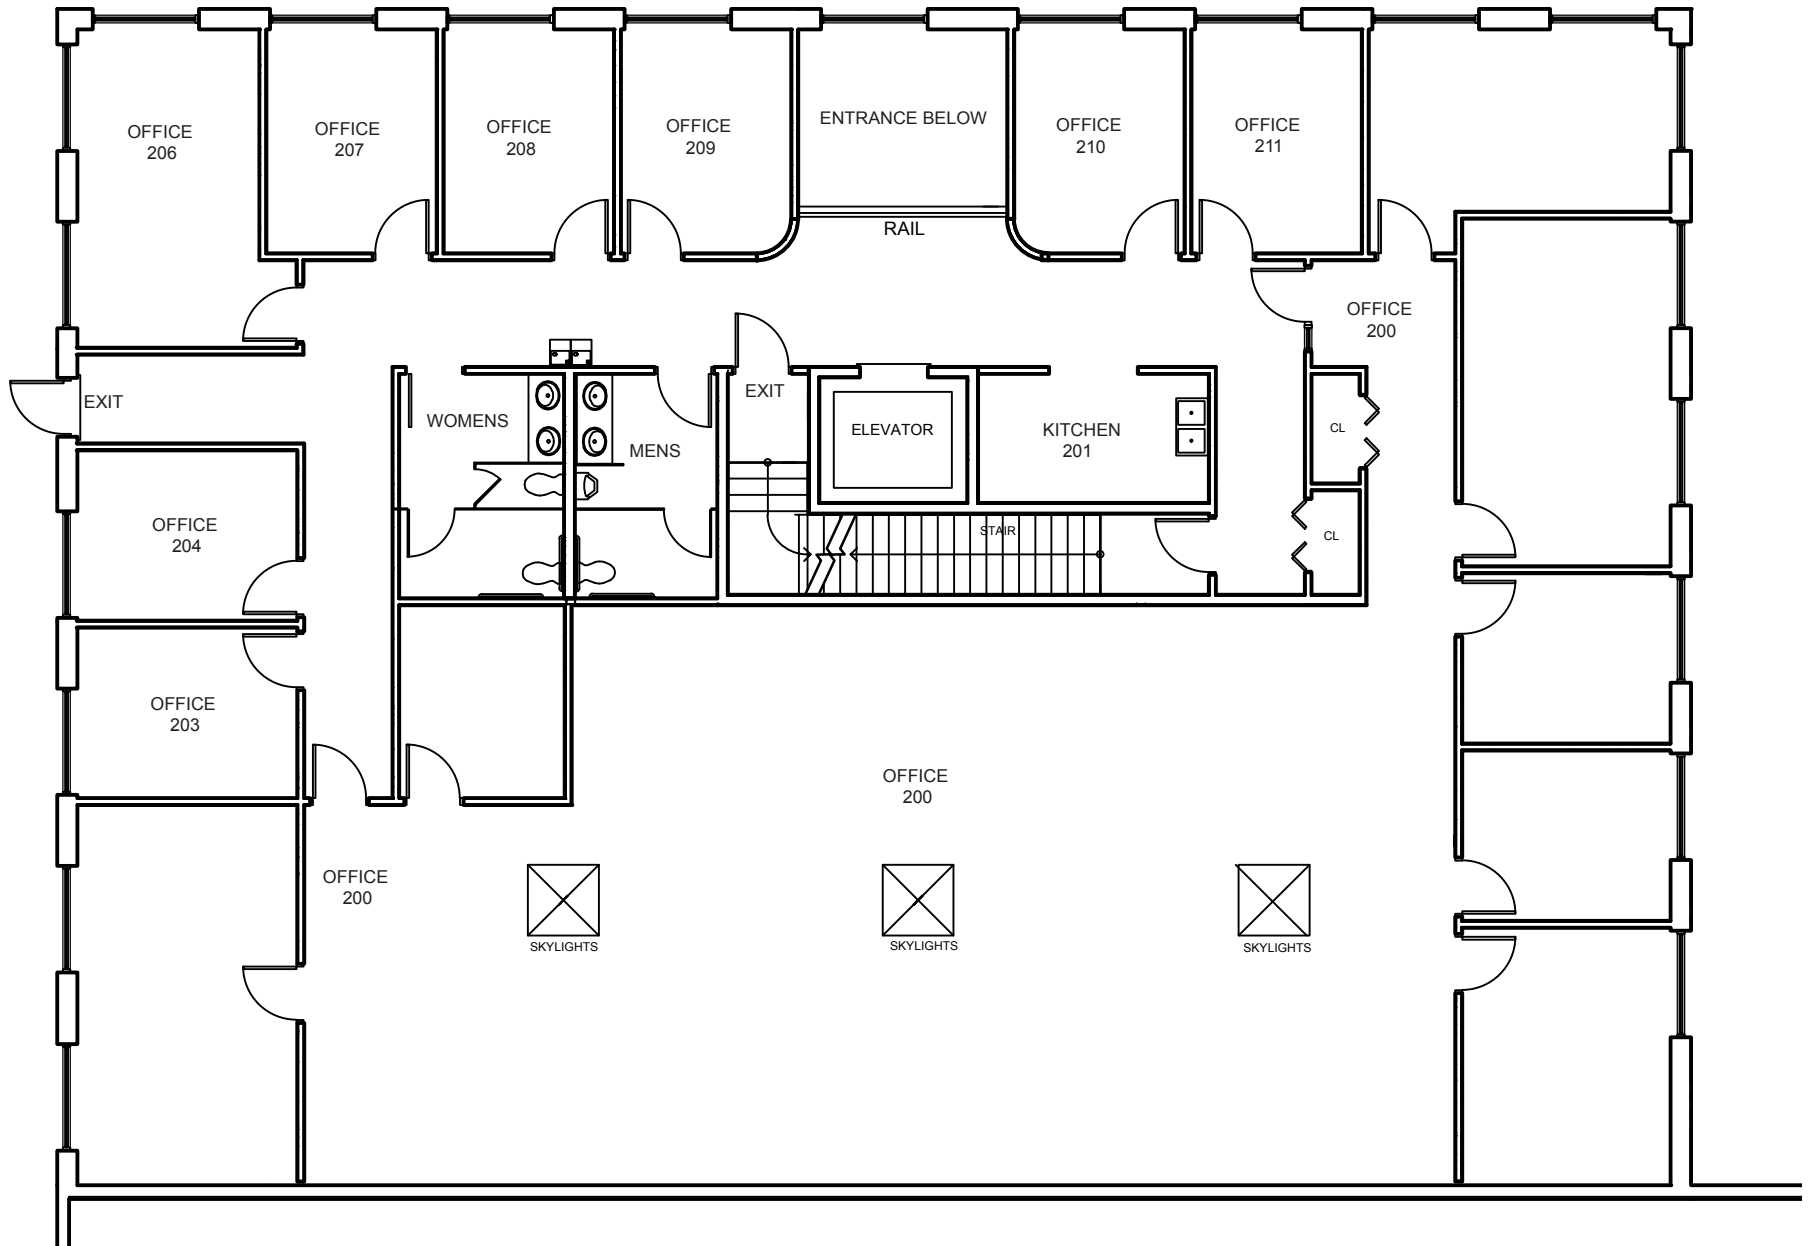 OFFICE
206
OFFICE
207
OFFICE
208
OFFICE
209
ENTRANCE BELOW
OFFICE
210
OFFICE
211
RAIL
OFFICE
200
EXIT
WOMENS
MENS
EXIT
ELEVATOR
KITCHEN
201
CL
OFFICE
204
STAIR
CL
OFFICE
203
OFFICE
200
OFFICE
200
SKYLIGHTS
SKYLIGHTS
SKYLIGHTS